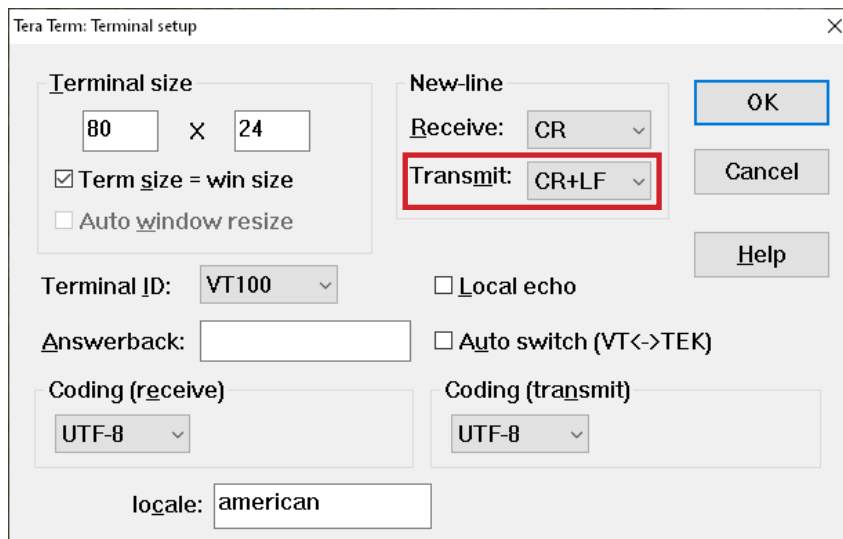 Tera Term: Terminal setup
Terminal size
80 X 24
Term size = win size
Auto window resize
New-line
Receive: CR
Transmit: CR+LF
OK
Cancel
Help
Terminal ID: VT100
Local echo
Answerback:
Auto switch (VT<->TEK)
Coding (receive)
UTF-8
Coding (transmit)
UTF-8
locale: american